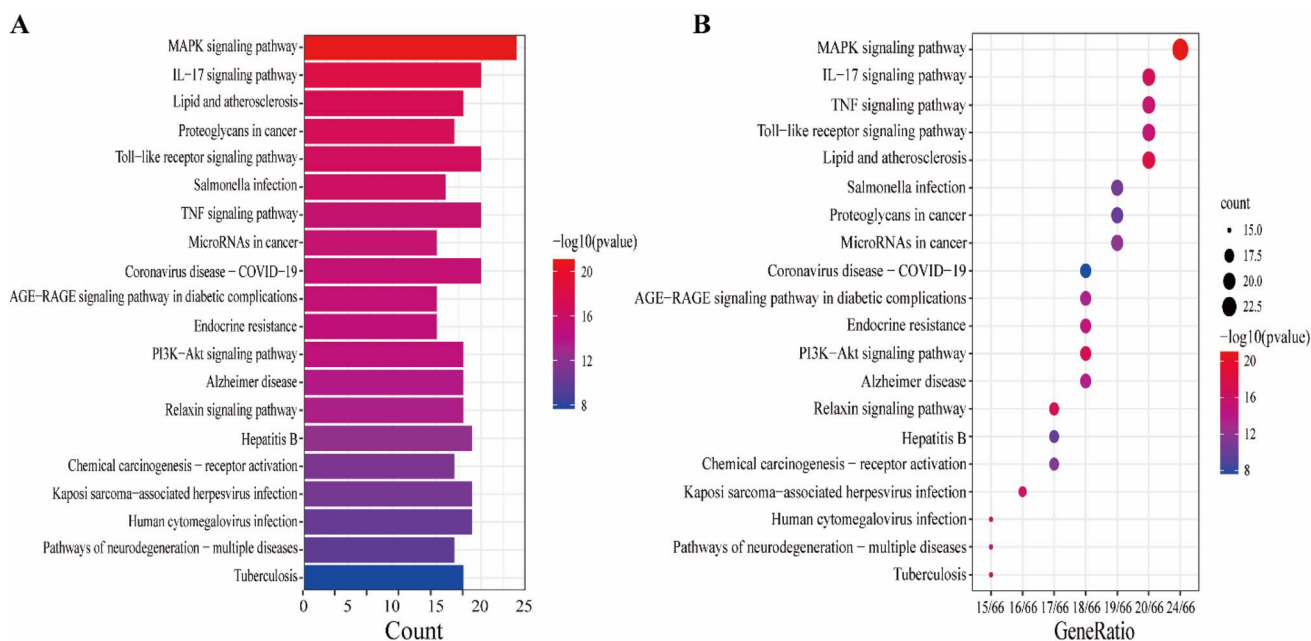 A
MAPK signaling pathway
IL−17 signaling pathway
Lipid and atherosclerosis
Proteoglycans in cancer
Toll−like receptor signaling pathway
Salmonella infection
TNF signaling pathway
MicroRNAs in cancer
Coronavirus disease − COVID−19
AGE−RAGE signaling pathway in diabetic complications
Endocrine resistance
PI3K−Akt signaling pathway
Alzheimer disease
Relaxin signaling pathway
Hepatitis B
Chemical carcinogenesis − receptor activation
Kaposi sarcoma−associated herpesvirus infection
Human cytomegalovirus infection
Pathways of neurodegeneration − multiple diseases
Tuberculosis
0 5 10 15 20 25
Count
−log10(pvalue)
20
16
12
8
B
MAPK signaling pathway
IL−17 signaling pathway
TNF signaling pathway
Toll−like receptor signaling pathway
Lipid and atherosclerosis
Salmonella infection
Proteoglycans in cancer
MicroRNAs in cancer
Coronavirus disease − COVID−19
AGE−RAGE signaling pathway in diabetic complications
Endocrine resistance
PI3K−Akt signaling pathway
Alzheimer disease
Relaxin signaling pathway
Hepatitis B
Chemical carcinogenesis − receptor activation
Kaposi sarcoma−associated herpesvirus infection
Human cytomegalovirus infection
Pathways of neurodegeneration − multiple diseases
Tuberculosis
15/66 16/66 17/66 18/66 19/66 20/66 24/66
GeneRatio
count
15.0
17.5
20.0
22.5
−log10(pvalue)
20
16
12
8